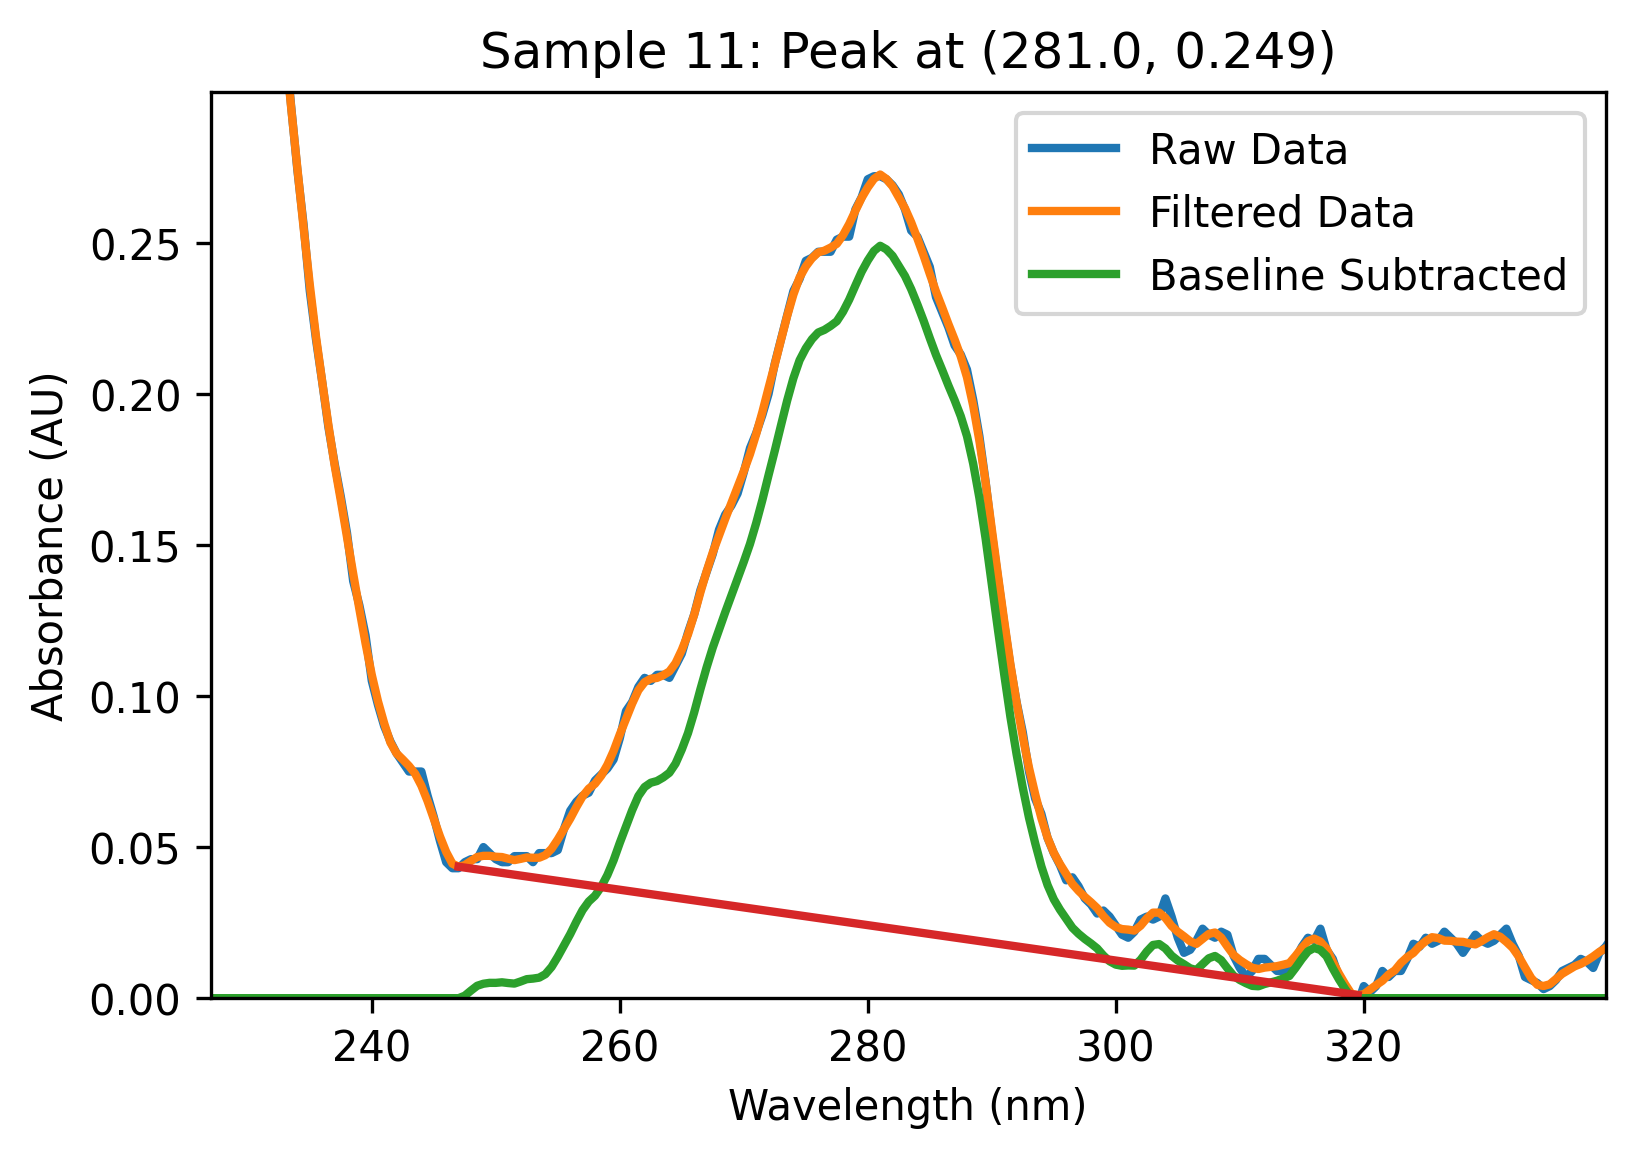 Sample 11: Peak at (281.0, 0.249)
Raw Data
Filtered Data
Baseline Subtracted
Absorbance (AU)
0.25
0.20
0.15
0.10
0.05
0.00
240 260 280 300 320
Wavelength (nm)